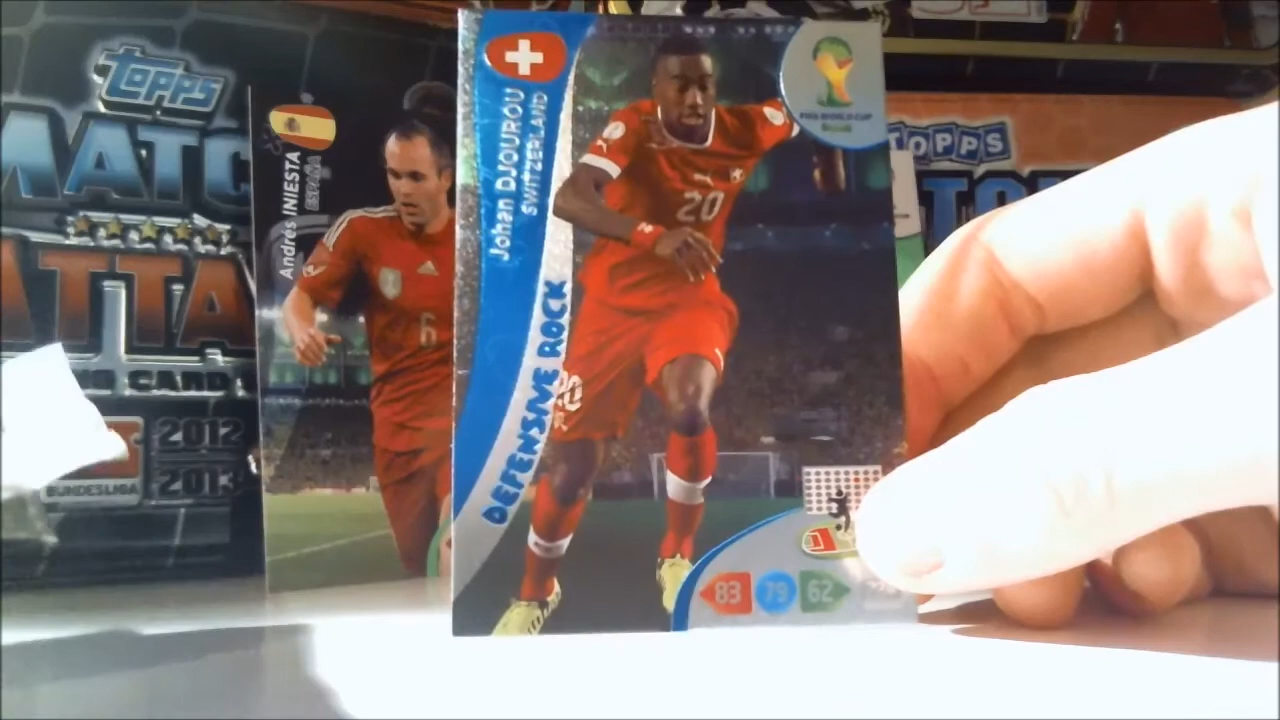 TOPPS
MATC
ATTA
CARD
2012
2013
BUNDESLIGA
Andrés INIESTA
ESPAÑA
6
Johan DJOUROU
SWITZERLAND
DEFENSIVE ROCK
FIFA WORLD CUP
20
20
83 79 62
TOPPS